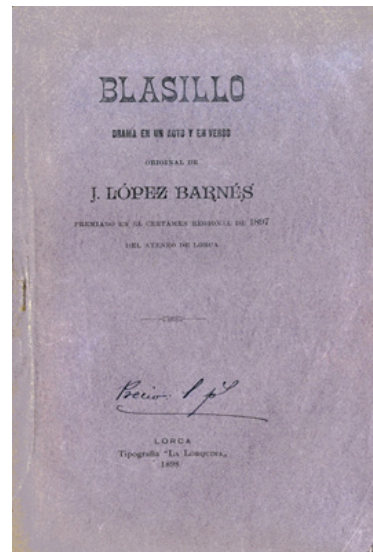 BLASILLO
DRAMA EN UN ACTO Y EN VERSO
ORIGINAL DE
J. LÓPEZ BARNÉS
PREMIADO EN EL CERTAMEN REGIONAL DE 1897
DEL ATENEO DE LORCA
Precio: 1 pta
LORCA
Tipografía "La Lorquina„
1898